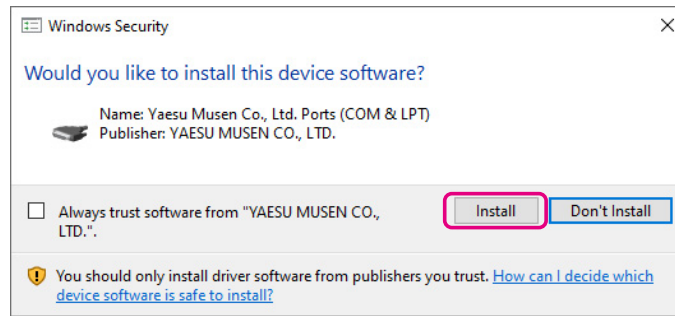 Windows Security
Would you like to install this device software?
Name: Yaesu Musen Co., Ltd. Ports (COM & LPT)
Publisher: YAESU MUSEN CO., LTD.
Always trust software from "YAESU MUSEN CO., LTD.".
Install
Don't Install
You should only install driver software from publishers you trust. How can I decide which
device software is safe to install?